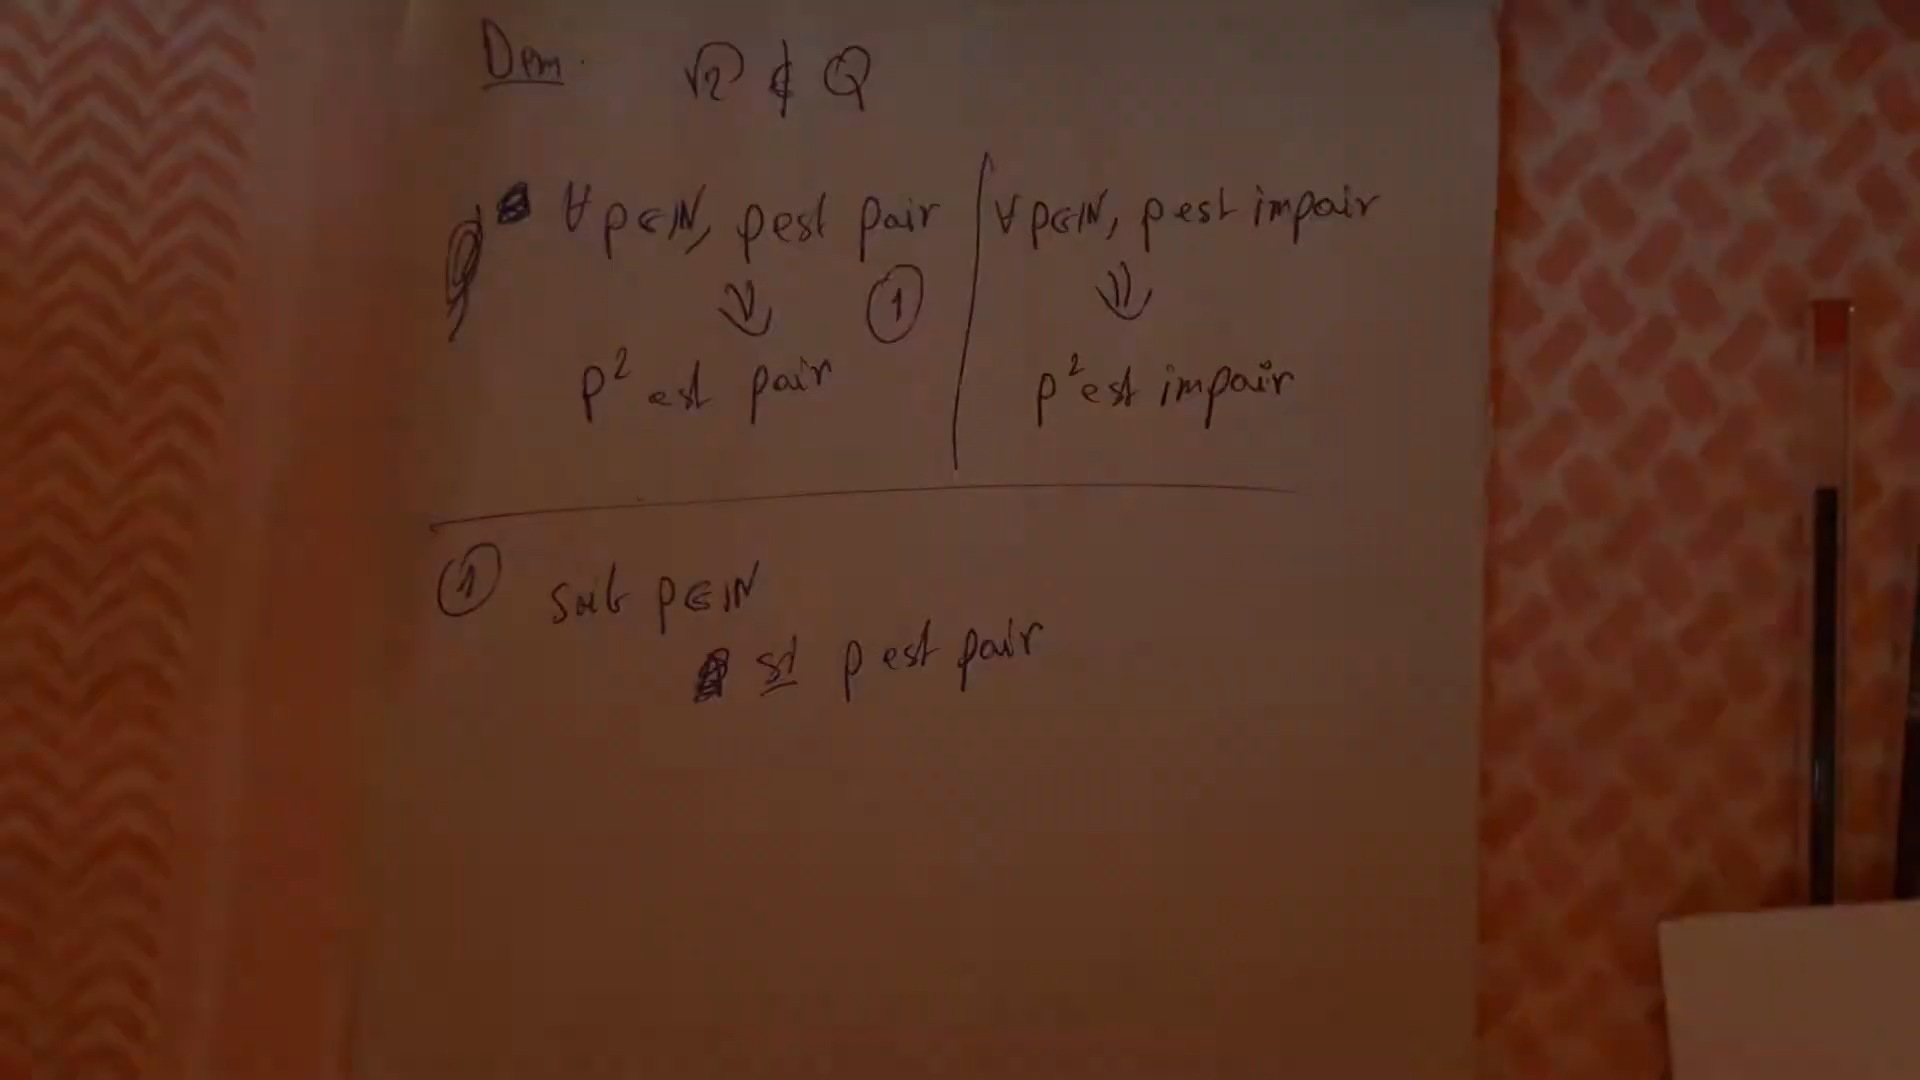 Dem. √2 ∉ Q
∀ p ∈ ℕ, p est pair
⇓ ①
p² est pair
∀ p ∈ ℕ, p est impair
⇓
p² est impair
① soit p ∈ ℕ
st p est pair